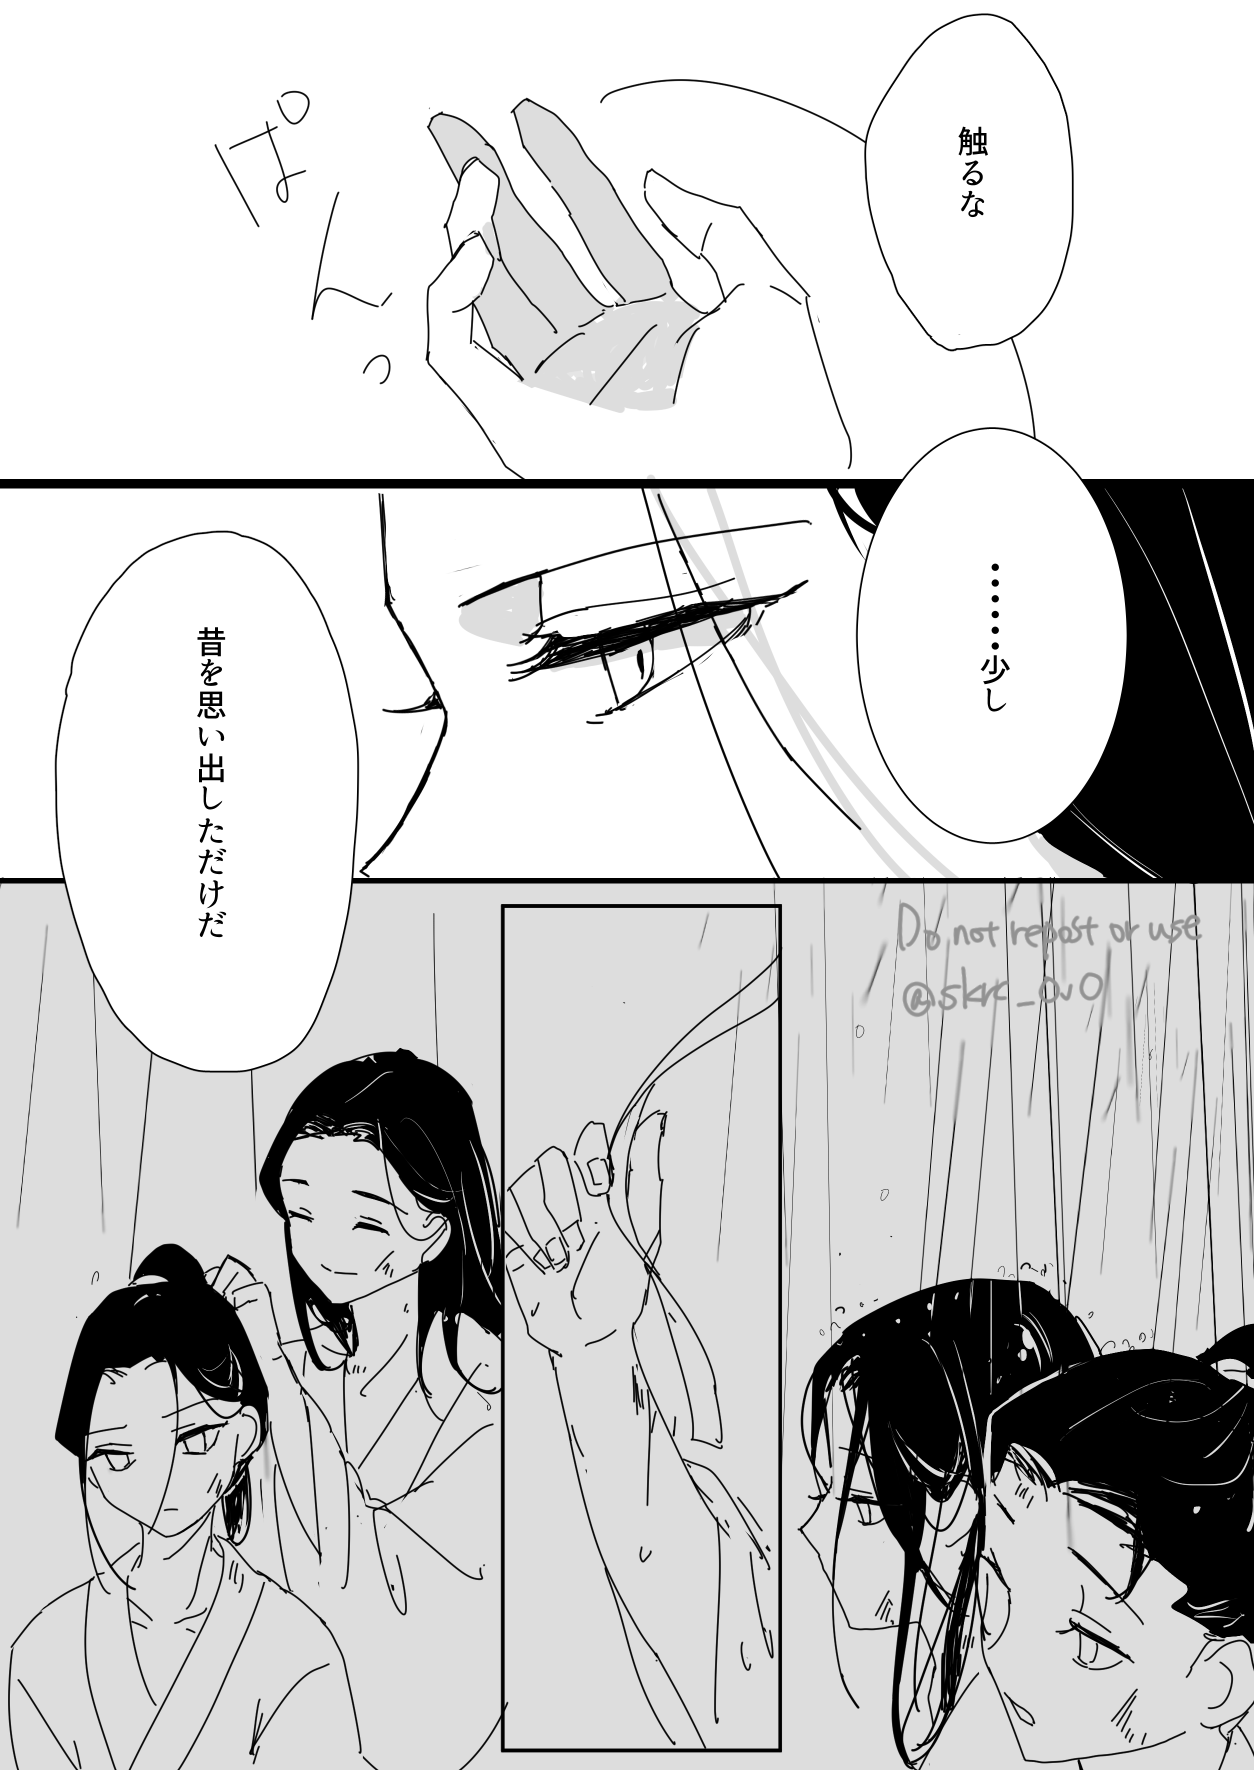 触るな
ぱんっ
………少し
昔を思い出しただけだ
Do not repost or use
@skrc_0v0